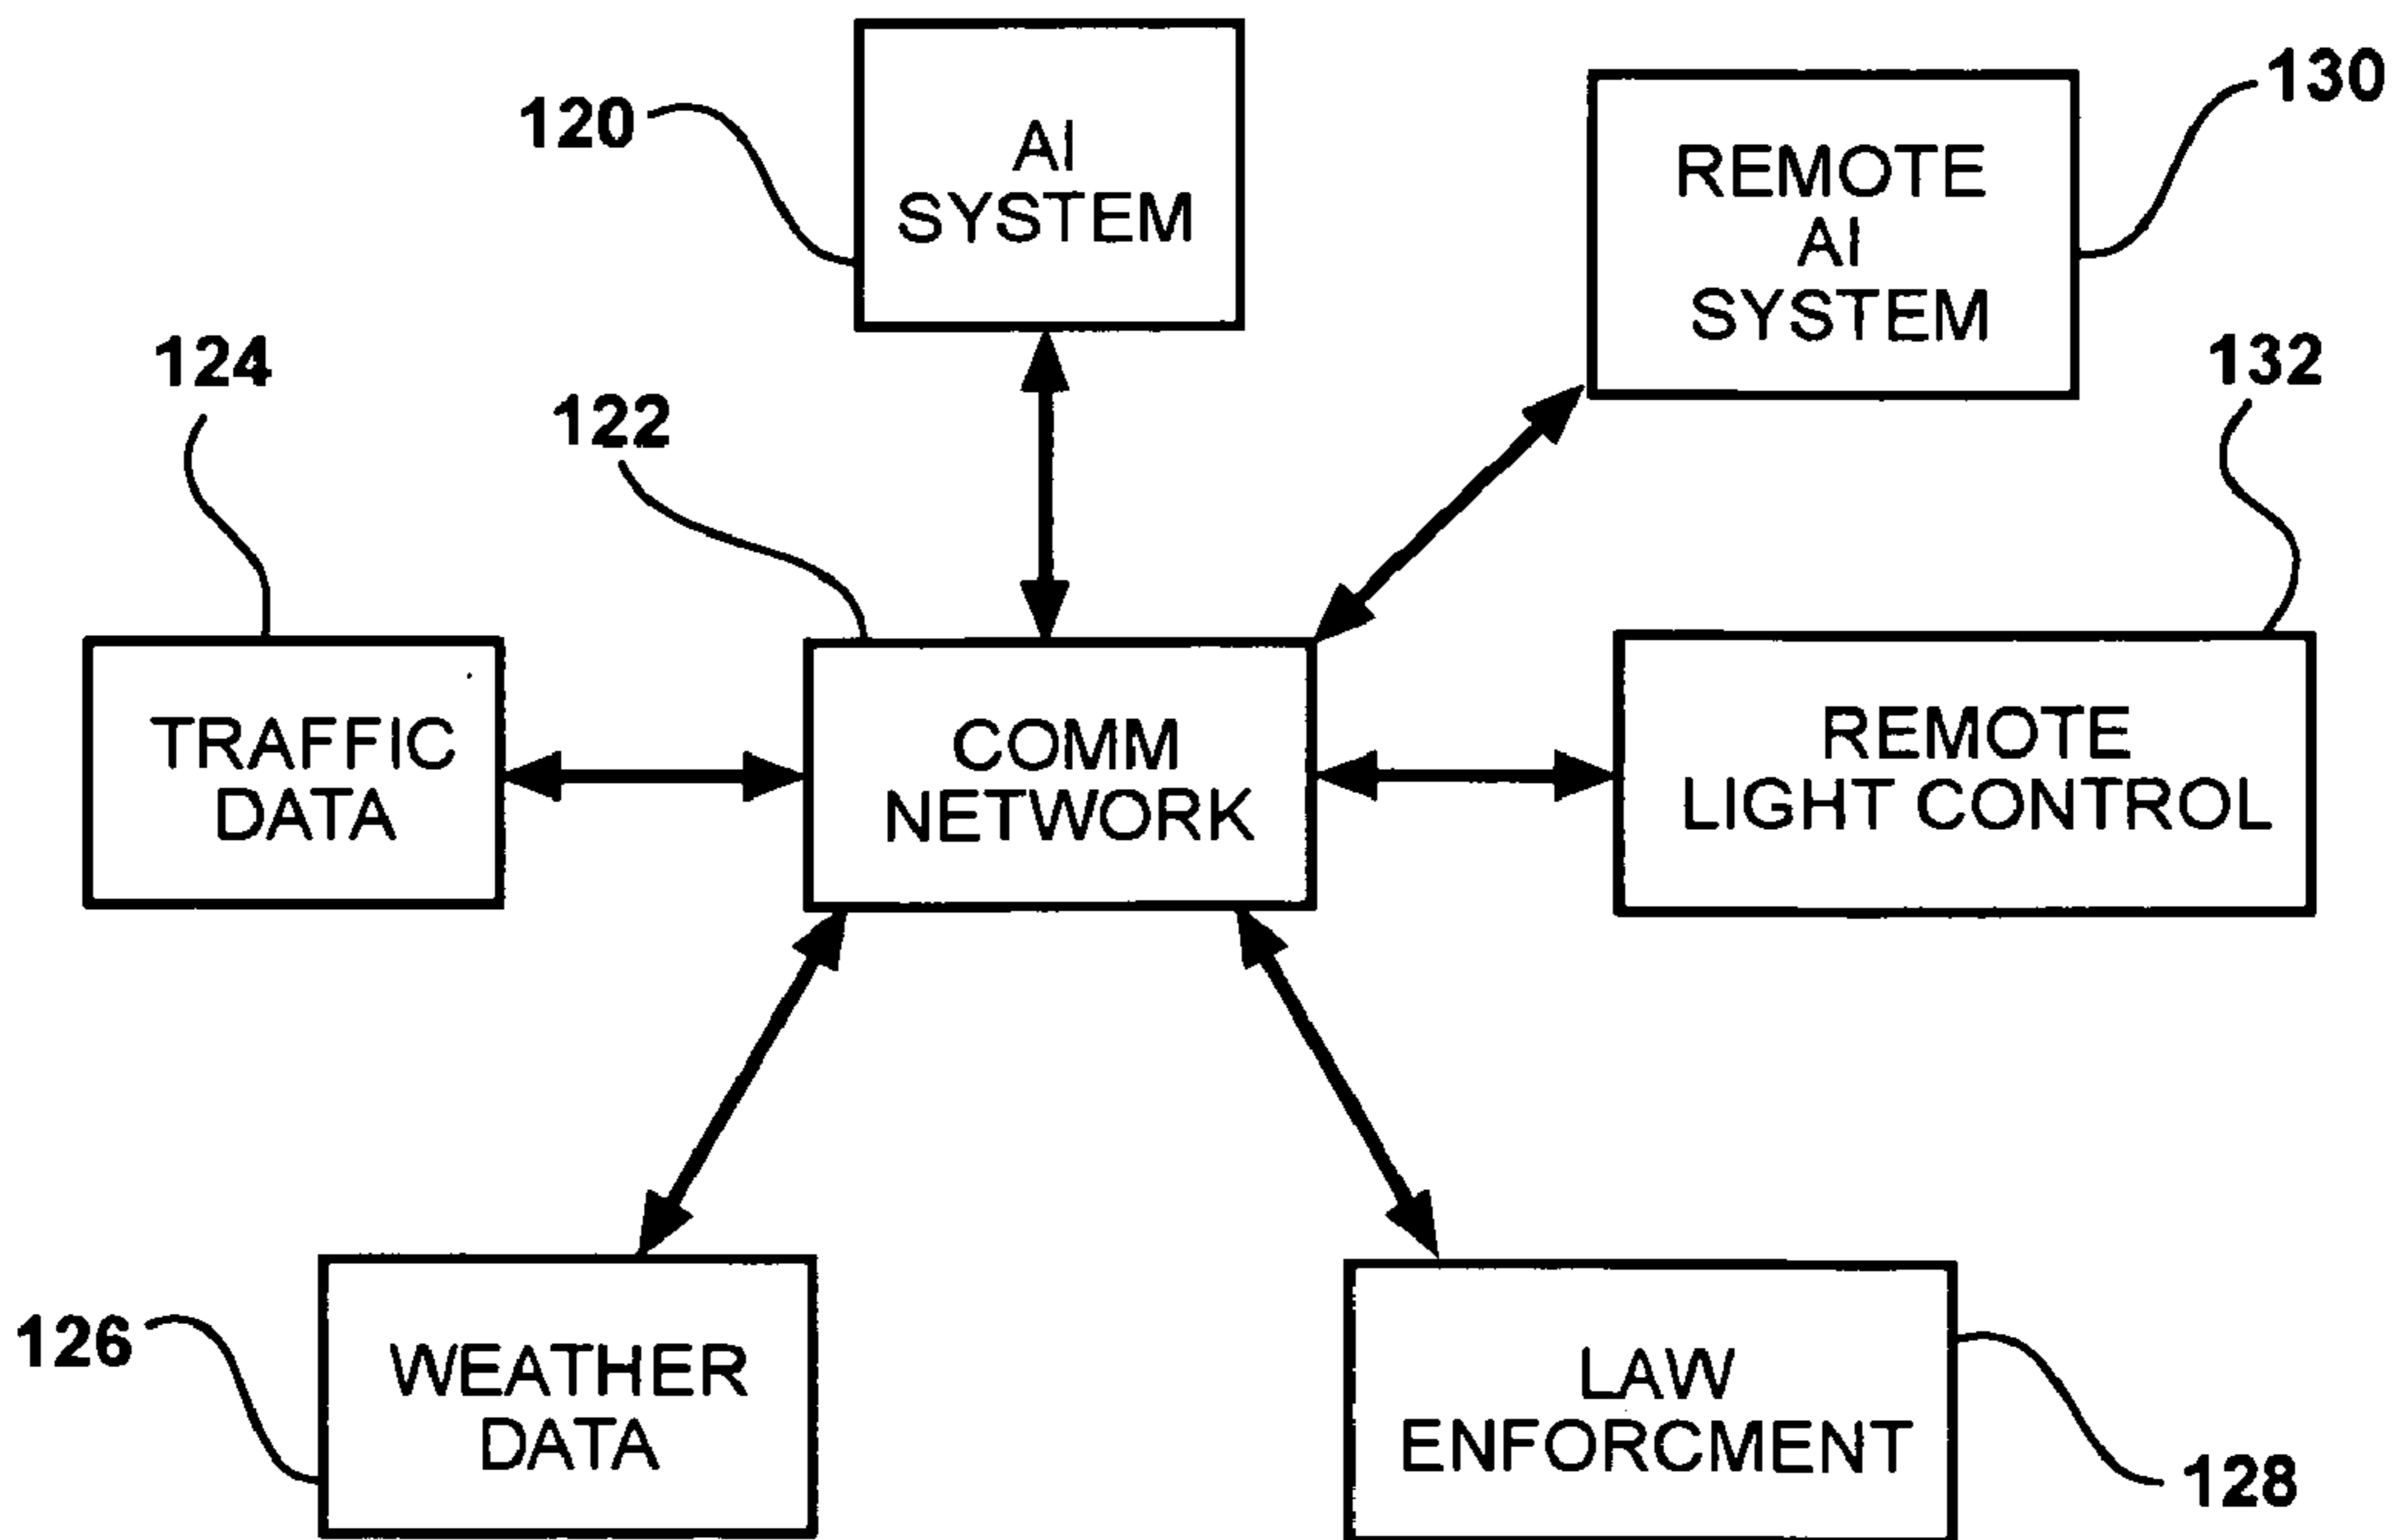 120
AI
SYSTEM
130
REMOTE
AI
SYSTEM
124
122
132
TRAFFIC
DATA
COMM
NETWORK
REMOTE
LIGHT CONTROL
126
WEATHER
DATA
LAW
ENFORCMENT
128